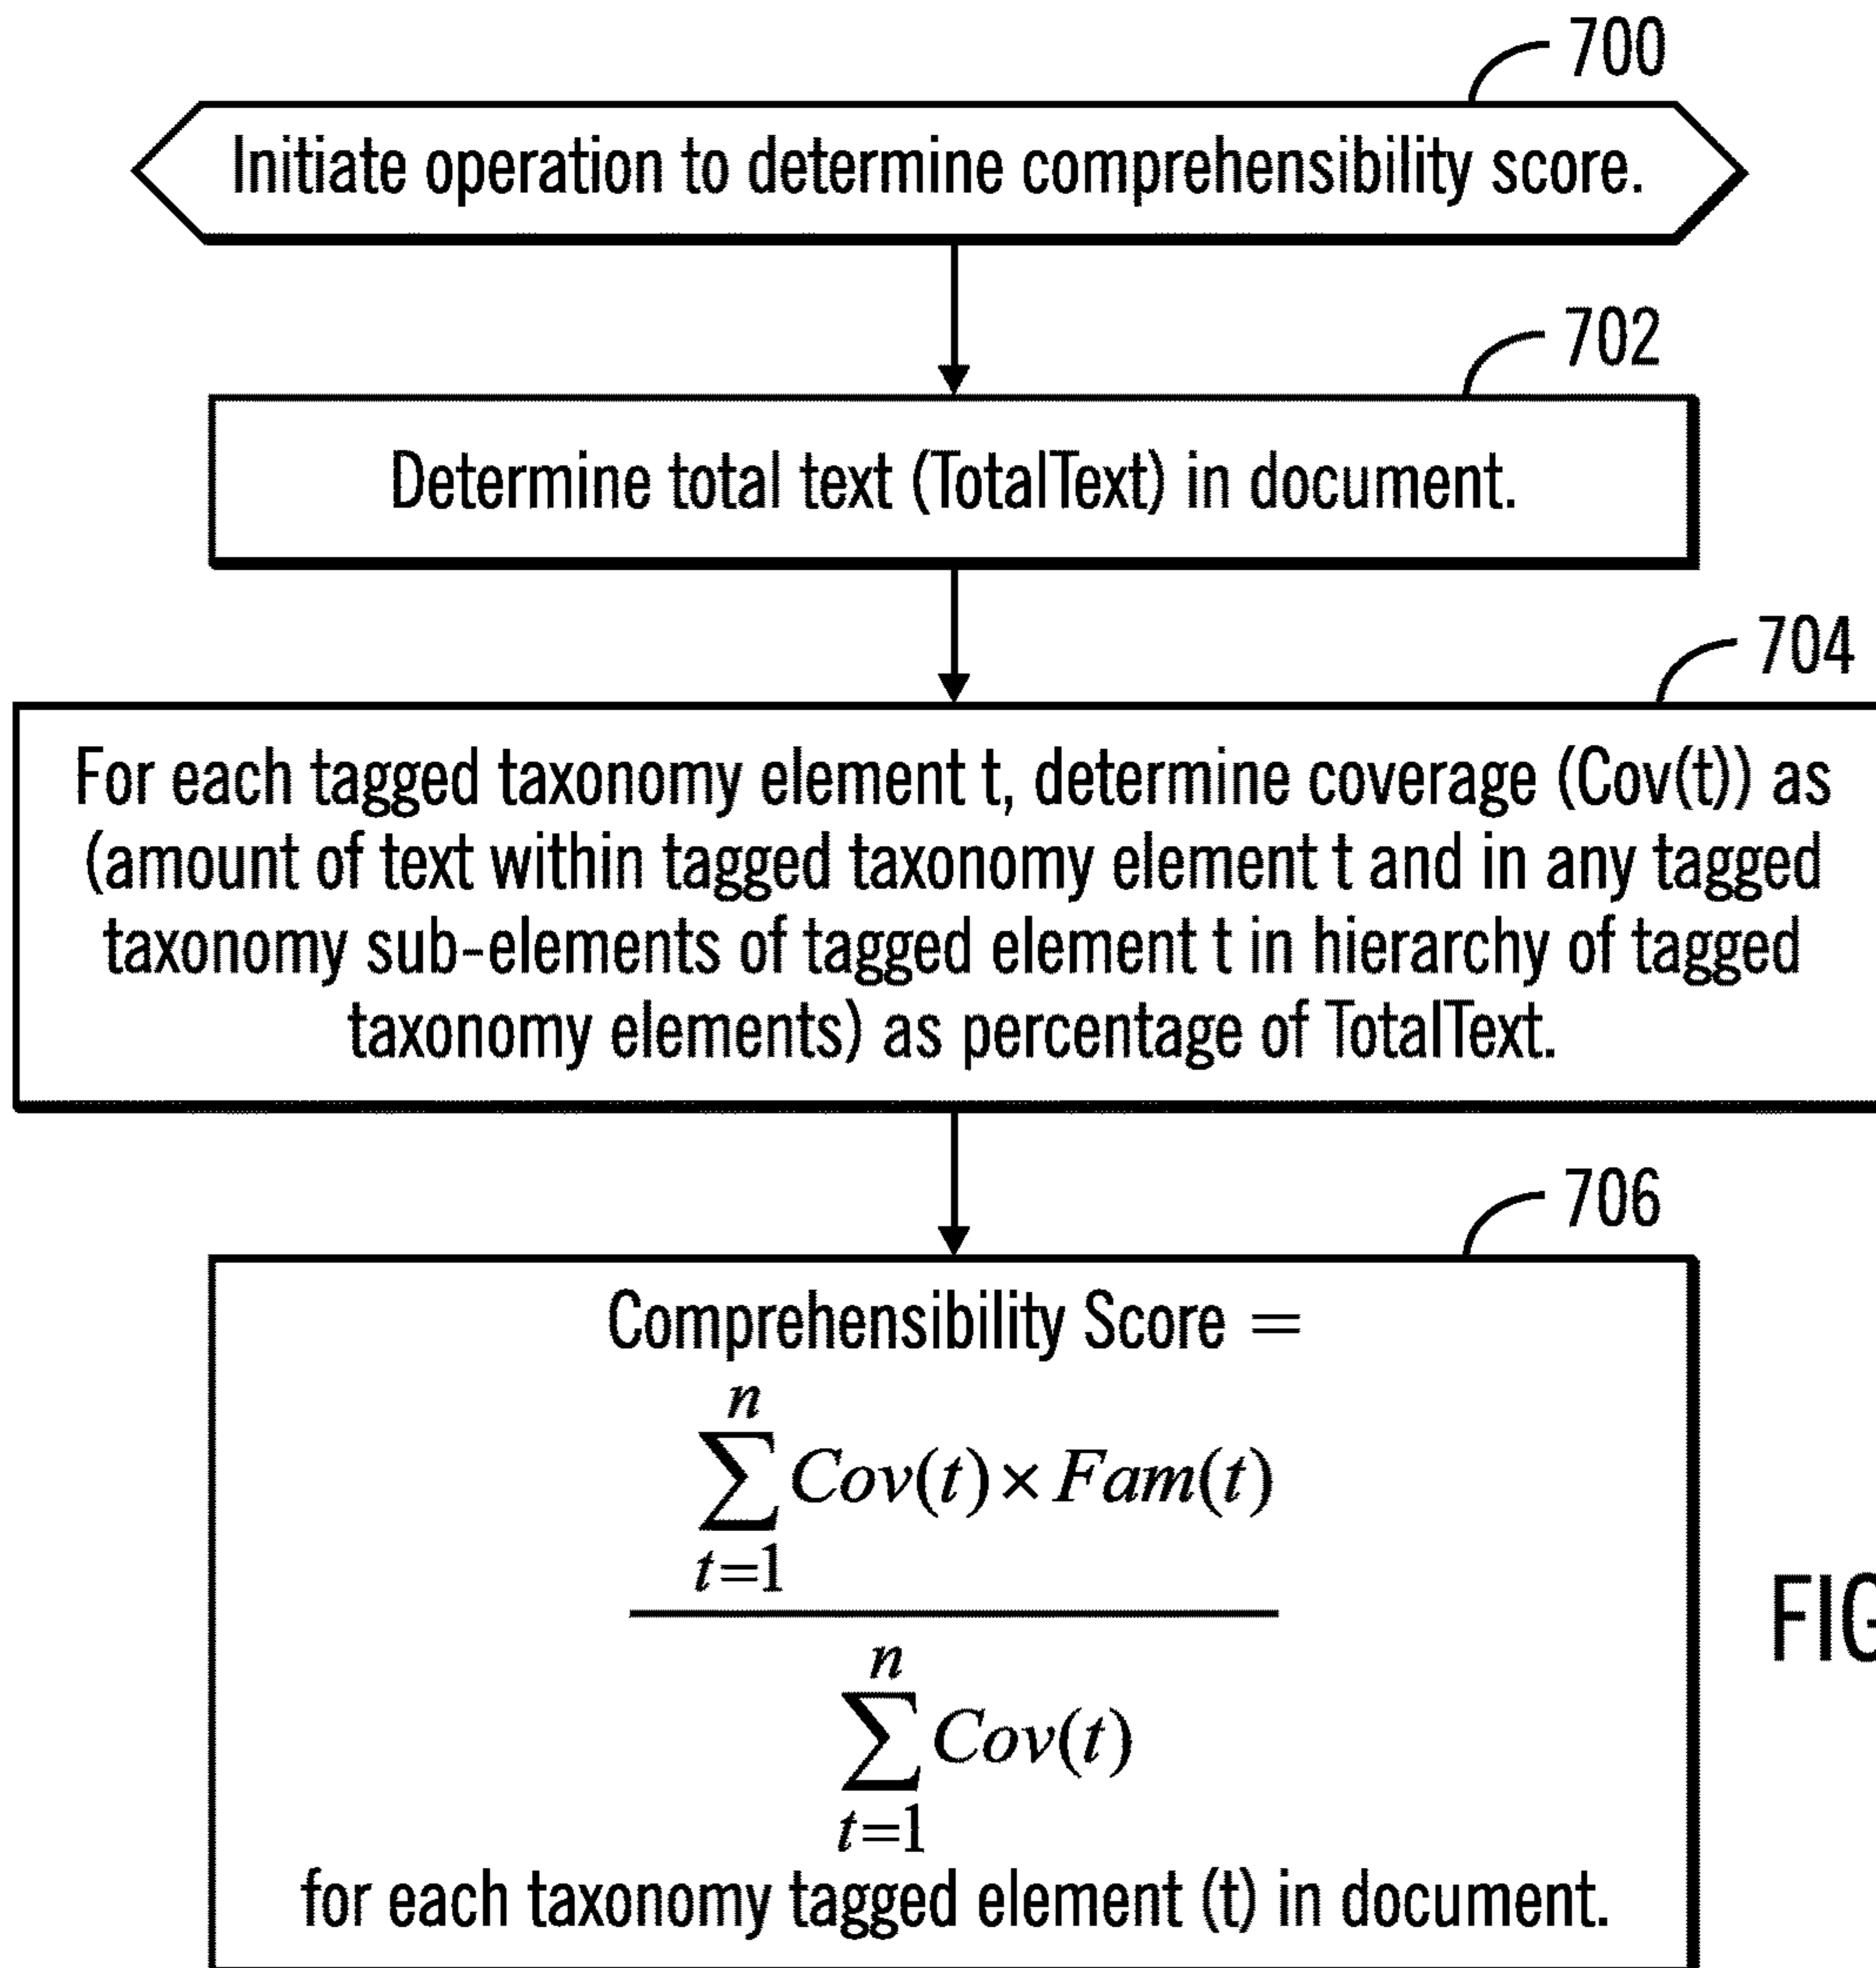 700
Initiate operation to determine comprehensibility score.
702
Determine total text (TotalText) in document.
704
For each tagged taxonomy element t, determine coverage (Cov(t)) as
(amount of text within tagged taxonomy element t and in any tagged
taxonomy sub-elements of tagged element t in hierarchy of tagged
taxonomy elements) as percentage of TotalText.
706
Comprehensibility Score =
n
∑ Cov(t) × Fam(t)
t=1
n
∑ Cov(t)
t=1
for each taxonomy tagged element (t) in document.
FIG